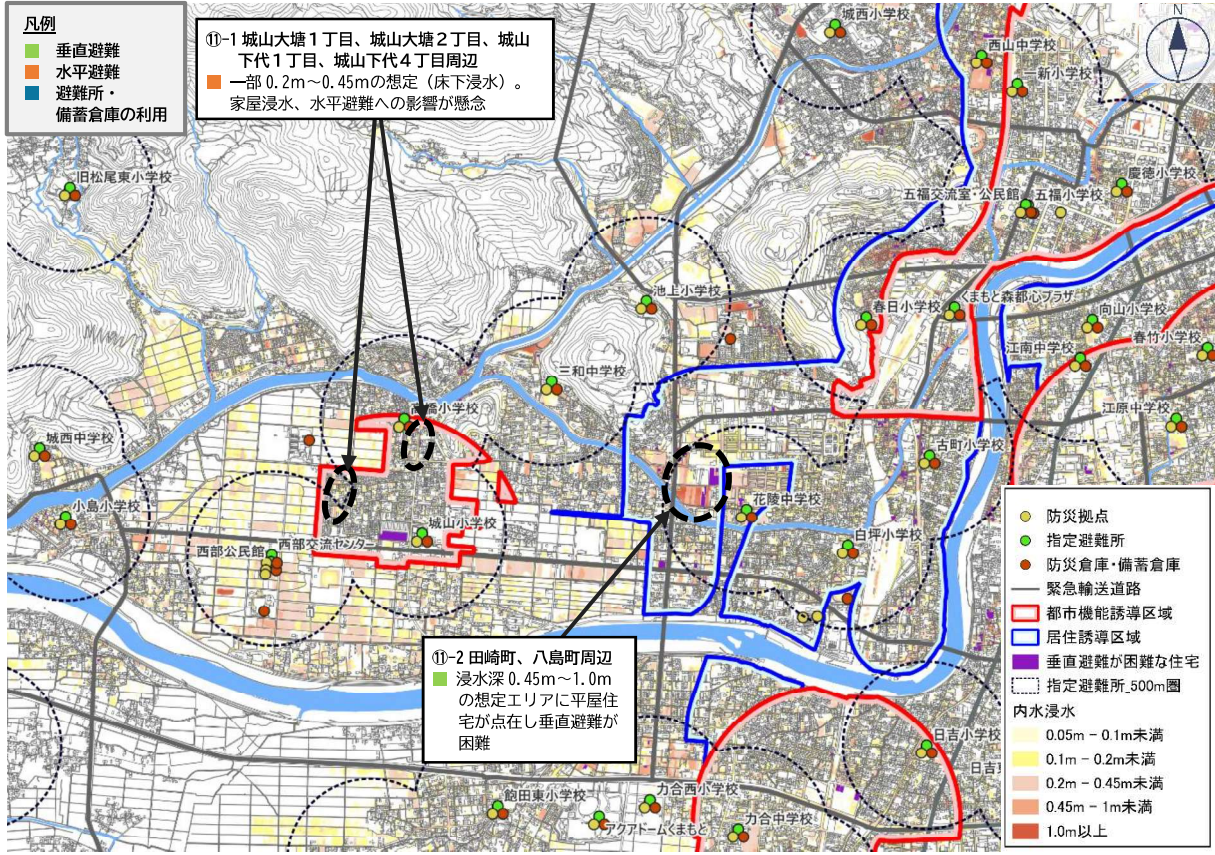 凡例
垂直避難
水平避難
避難所・
備蓄倉庫の利用
⑪-1 城山大塘1丁目、城山大塘2丁目、城山
下代1丁目、城山下代4丁目周辺
一部 0.2m～0.45mの想定（床下浸水）。
家屋浸水、水平避難への影響が懸念
N
城西小学校
西山中学校
一新小学校
慶徳小学校
五福交流室・公民館
五福小学校
旧松尾東小学校
池上小学校
春日小学校
くまもと森都心プラザ
向山小学校
江南中学校
春竹小学校
三和中学校
高橋小学校
江原中学校
城西中学校
古町小学校
小島小学校
花陵中学校
城山小学校
白坪小学校
西部公民館
西部交流センター
⑪-2 田崎町、八島町周辺
浸水深 0.45m～1.0m
の想定エリアに平屋住
宅が点在し垂直避難が
困難
日吉小学校
日吉東
飽田東小学校
力合西小学校
アクアドームくまもと
力合中学校
防災拠点
指定避難所
防災倉庫・備蓄倉庫
緊急輸送道路
都市機能誘導区域
居住誘導区域
垂直避難が困難な住宅
指定避難所_500m圏
内水浸水
0.05m - 0.1m未満
0.1m - 0.2m未満
0.2m - 0.45m未満
0.45m - 1m未満
1.0m以上